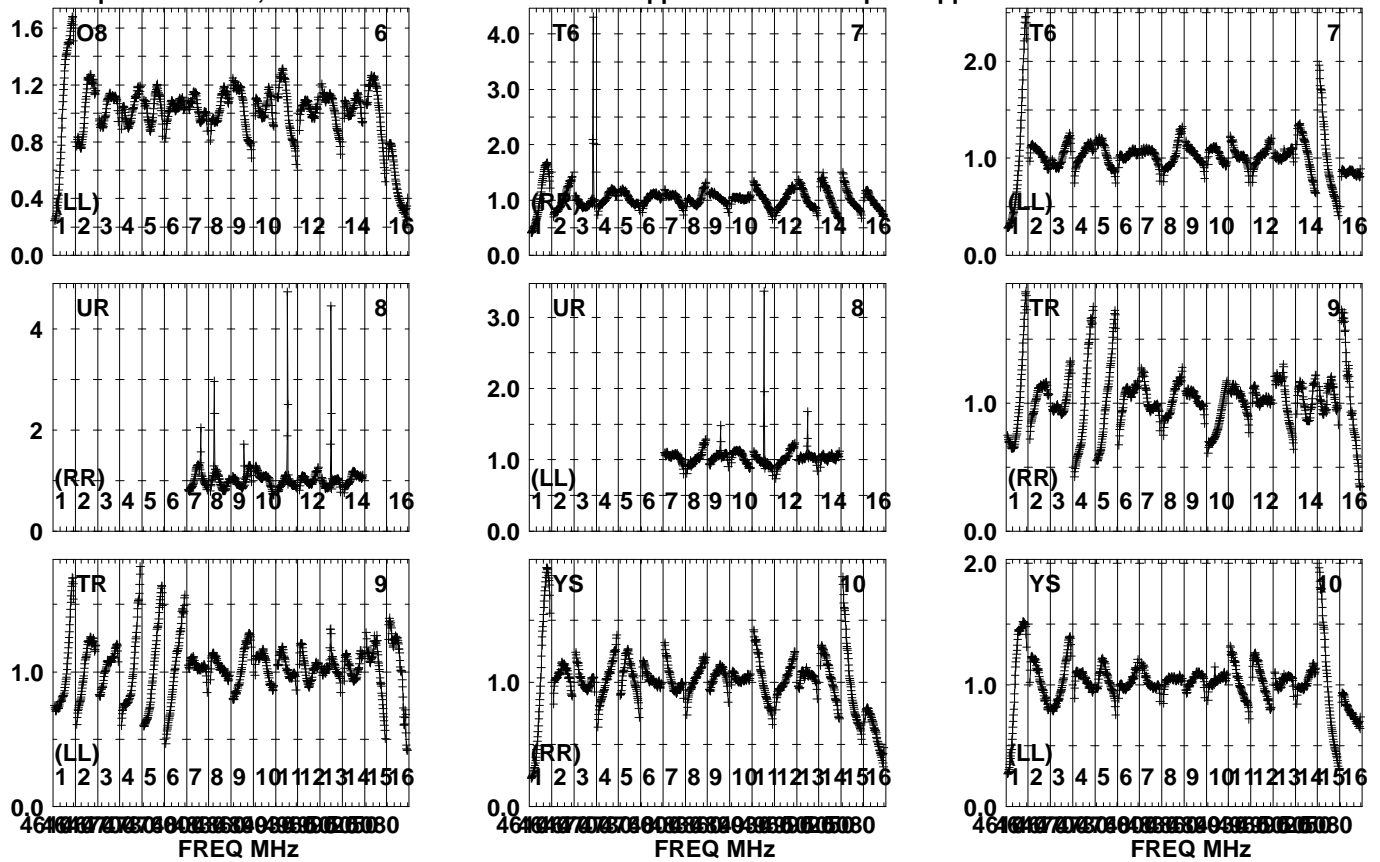 1.6 O8 6
1.2
0.8
0.4 (LL)
1 2 3 4 5 6 7 8 9 10 12 14 16
0.0
4.0 T6 7
3.0
2.0
1.0 (RR)
1 2 3 4 5 6 7 8 9 10 12 14 16
0.0
T6 7
2.0
1.0
(LL)
1 2 3 4 5 6 7 8 9 10 12 14 16
0.0
UR 8
4
2
(RR)
1 2 3 4 5 6 7 8 9 10 12 14 16
0
UR 8
3.0
2.0
1.0
(LL)
1 2 3 4 5 6 7 8 9 10 12 14 16
0.0
TR 9
1.0
(RR)
1 2 3 4 5 6 7 8 9 10 12 14 16
0.0
TR 9
1.0
(LL)
1 2 3 4 5 6 7 8 9 10 11 12 13 14 15 16
0.0
FREQ MHz
YS 10
1.0
(RR)
1 2 3 4 5 6 7 8 9 10 11 12 13 14 15 16
0.0
FREQ MHz
2.0 YS 10
1.0
(LL)
1 2 3 4 5 6 7 8 9 10 11 12 13 14 15 16
0.0
FREQ MHz